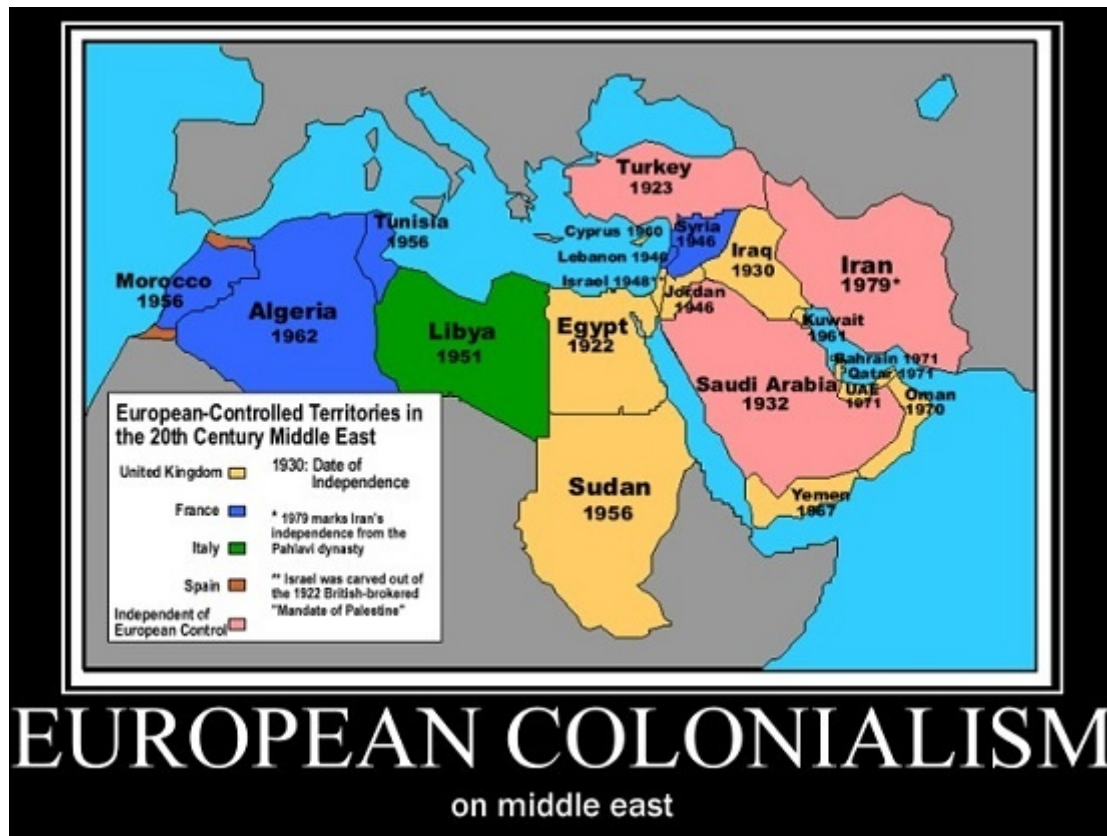 Turkey
1923
Tunisia
1956
Cyprus 1960
Syria
1946
Lebanon 1946
Iraq
1930
Iran
1979*
Israel 1948**
Morocco
1956
Algeria
1962
Libya
1951
Egypt
1922
Jordan
1946
Kuwait
1961
Bahrain 1971
Qatar 1971
UAE
1971
Oman
1970
Saudi Arabia
1932
Sudan
1956
Yemen
1967
European-Controlled Territories in
the 20th Century Middle East
United Kingdom
France
Italy
Spain
Independent of
European Control
1930: Date of
Independence
* 1979 marks Iran's
independence from the
Pahlavi dynasty
** Israel was carved out of
the 1922 British-brokered
"Mandate of Palestine"
EUROPEAN COLONIALISM
on middle east